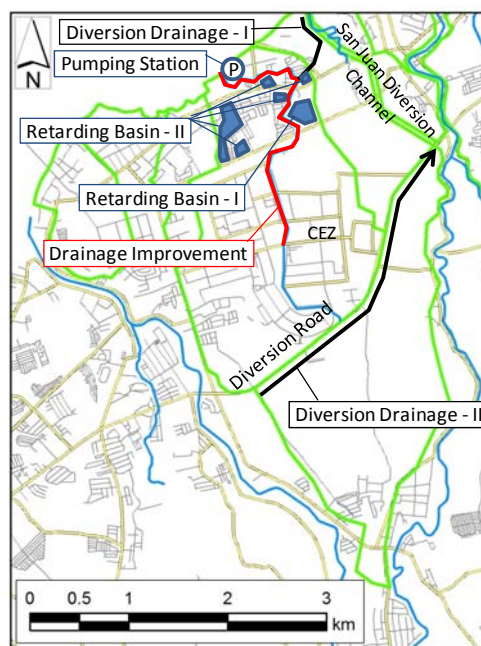 Diversion Drainage - I
Pumping Station
P
N
San Juan Diversion
Channel
Retarding Basin - II
Retarding Basin - I
CEZ
Drainage Improvement
Diversion Road
Diversion Drainage - II
0 0.5 1 2 3
km